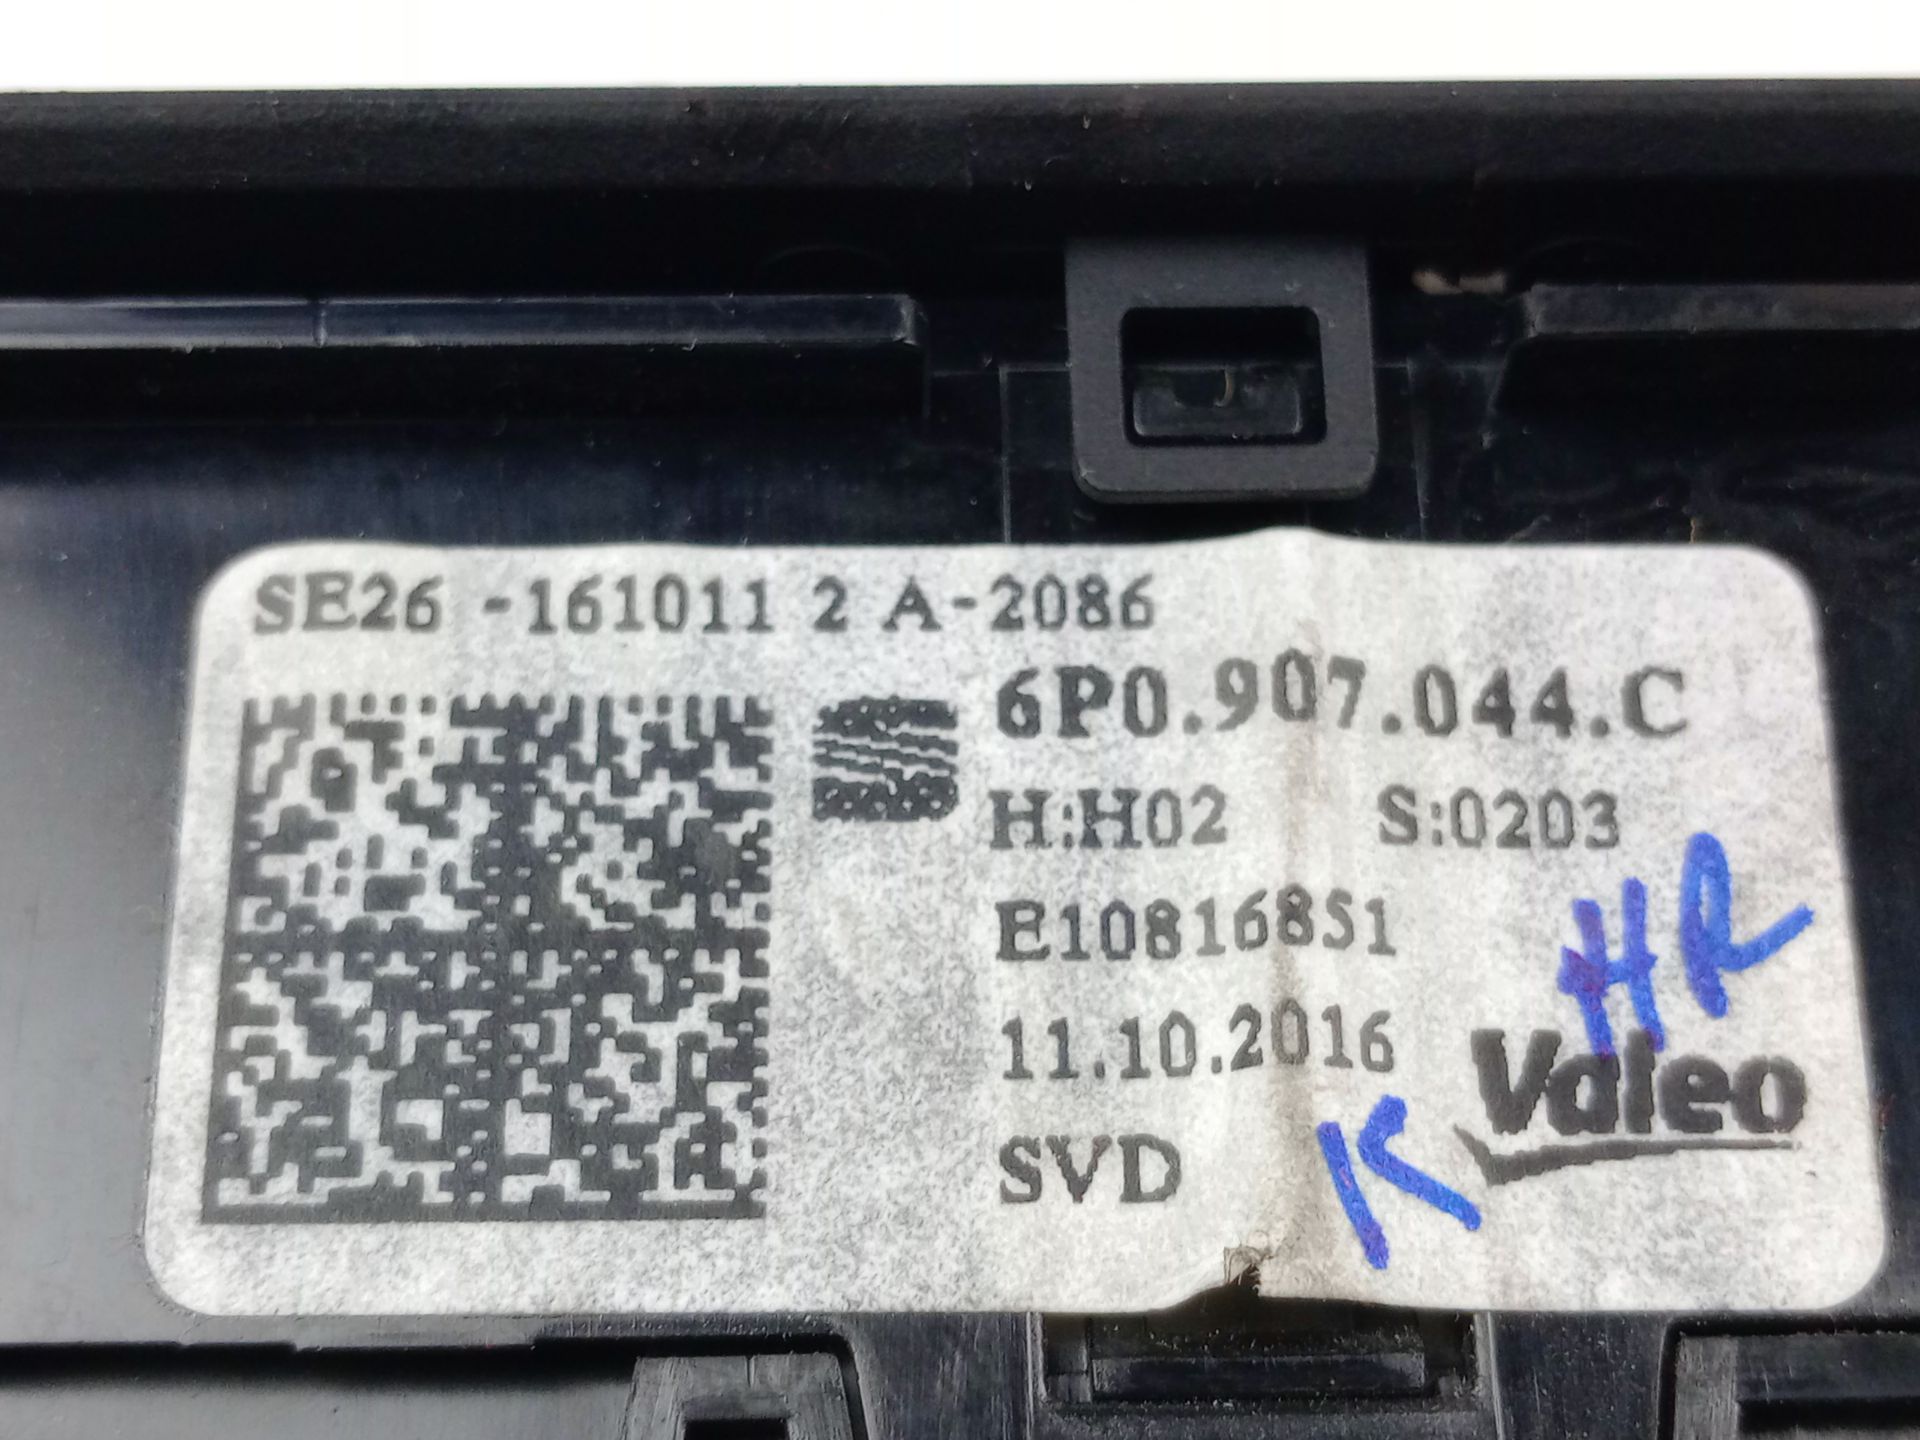 SE26 -161011 2 A-2086
6P0.907.044.C
H:H02 S:0203
E10816851
HR
11.10.2016
Valeo
SVD
K